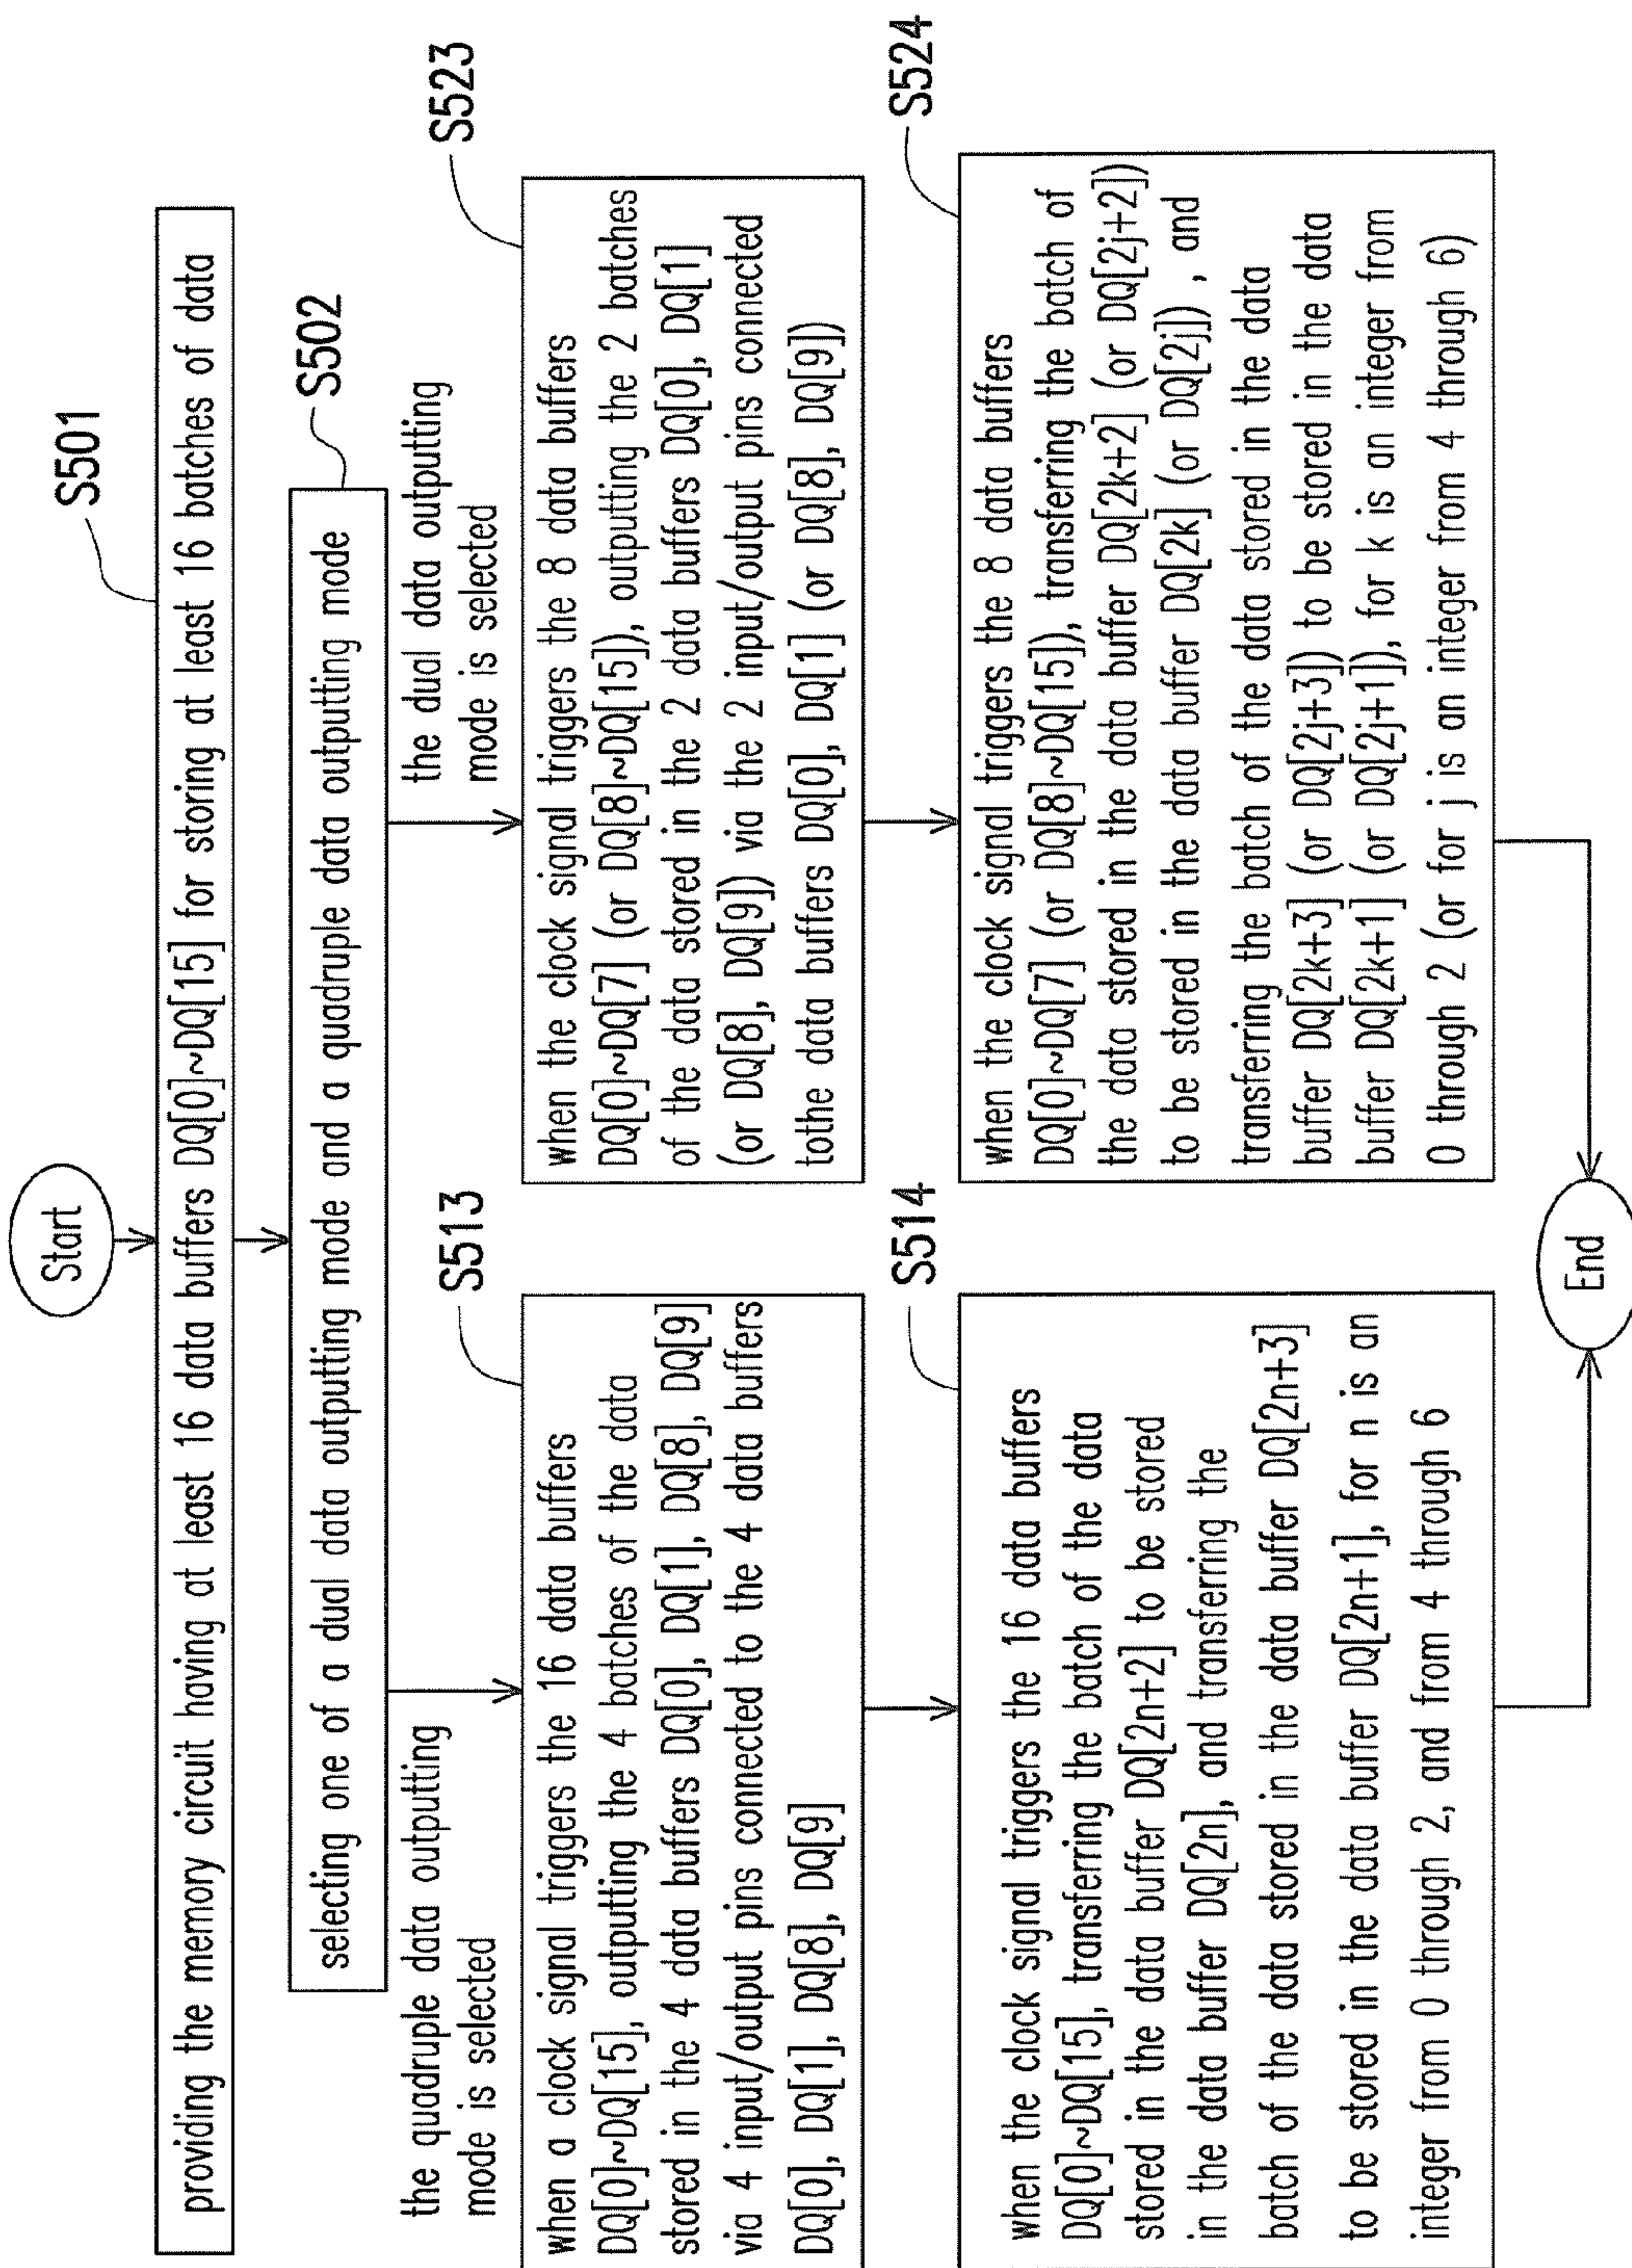 Start
S501
providing the memory circuit having at least 16 data buffers DQ[0]~DQ[15] for storing at least 16 batches of data
S502
selecting one of a dual data outputting mode and a quadruple data outputting mode
the quadruple data outputting
mode is selected
S513
when a clock signal triggers the 16 data buffers
DQ[0]~DQ[15], outputting the 4 batches of the data
stored in the 4 data buffers DQ[0], DQ[1], DQ[8], DQ[9]
via 4 input/output pins connected to the 4 data buffers
DQ[0], DQ[1], DQ[8], DQ[9]
S514
when the clock signal triggers the 16 data buffers
DQ[0]~DQ[15], transferring the batch of the data
stored in the data buffer DQ[2n+2] to be stored
in the data buffer DQ[2n], and transferring the
batch of the data stored in the data buffer DQ[2n+3]
to be stored in the data buffer DQ[2n+1], for n is an
integer from 0 through 2, and from 4 through 6
the dual data outputting
mode is selected
S523
when the clock signal triggers the 8 data buffers
DQ[0]~DQ[7] (or DQ[8]~DQ[15]), outputing the 2 batches
of the data stored in the 2 data buffers DQ[0], DQ[1]
(or DQ[8], DQ[9]) via the 2 input/output pins connected
tothe data buffers DQ[0], DQ[1] (or DQ[8], DQ[9])
S524
when the clock signal triggers the 8 data buffers
DQ[0]~DQ[7] (or DQ[8]~DQ[15]), transferring the batch of
the data stored in the data buffer DQ[2k+2] (or DQ[2j+2])
to be stored in the data buffer DQ[2k] (or DQ[2j]) , and
transferring the batch of the data stored in the data
buffer DQ[2k+3] (or DQ[2j+3]) to be stored in the data
buffer DQ[2k+1] (or DQ[2j+1]), for k is an integer from
0 through 2 (or for j is an integer from 4 through 6)
End